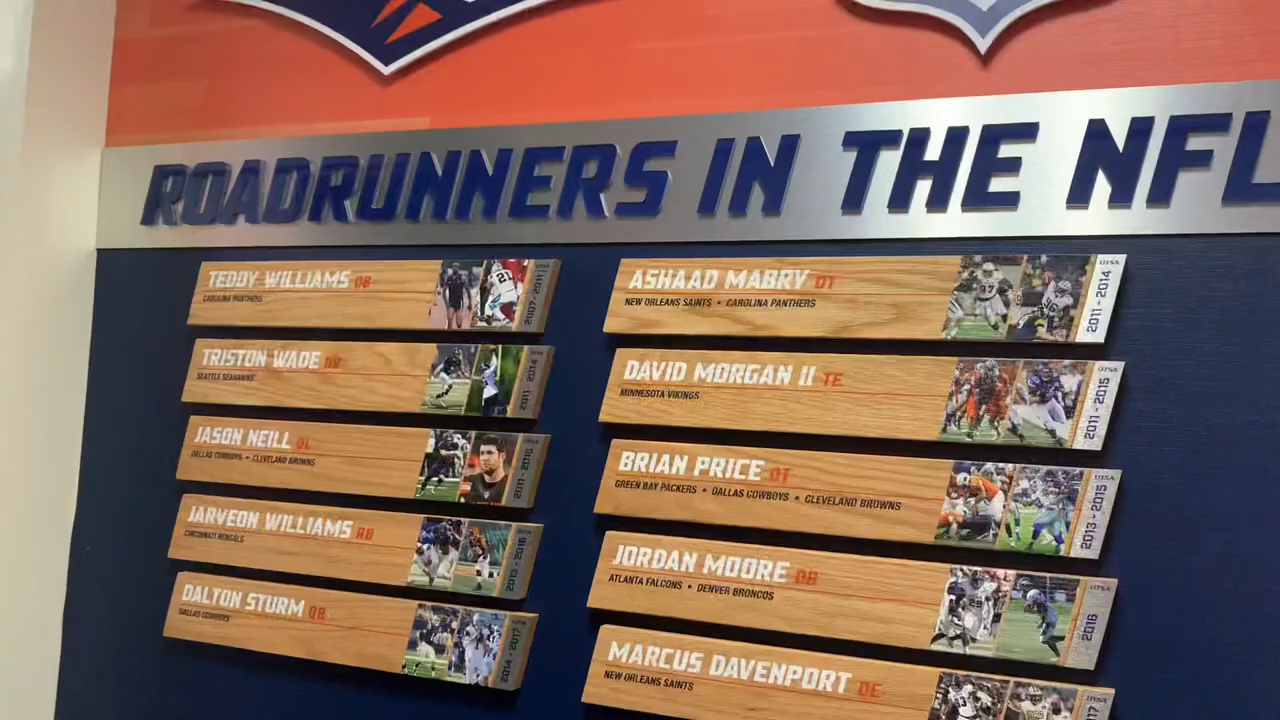 ROADRUNNERS IN THE NFL
TEDDY WILLIAMS DB
CAROLINA PANTHERS
2007 - 2011
TRISTON WADE DB
SEATTLE SEAHAWKS
2011 - 2014
JASON NEILL DL
DALLAS COWBOYS • CLEVELAND BROWNS
2011 - 2015
JARVEON WILLIAMS RB
CINCINNATI BENGALS
2013 - 2016
DALTON STURM QB
DALLAS COWBOYS
2014 - 2017
ASHAAD MABRY DT
NEW ORLEANS SAINTS • CAROLINA PANTHERS
UTSA
2011 - 2014
DAVID MORGAN II TE
MINNESOTA VIKINGS
UTSA
2011 - 2015
BRIAN PRICE DT
GREEN BAY PACKERS • DALLAS COWBOYS • CLEVELAND BROWNS
UTSA
2013 - 2015
JORDAN MOORE DB
ATLANTA FALCONS • DENVER BRONCOS
UTSA
2016
MARCUS DAVENPORT DE
NEW ORLEANS SAINTS
UTSA